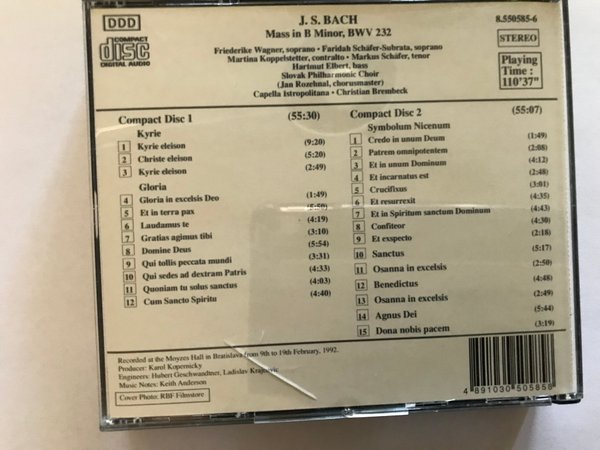 DDD
COMPACT
disc
DIGITAL AUDIO
J. S. BACH
Mass in B Minor, BWV 232
Friederike Wagner, soprano · Faridah Schäfer-Subrata, soprano
Martina Koppelstetter, contralto · Markus Schäfer, tenor
Hartmut Elbert, bass
Slovak Philharmonic Choir
(Jan Rozehnal, chorusmaster)
Capella Istropolitana · Christian Brembeck
8.550585-6
STEREO
Playing
Time :
110'37"
Compact Disc 1 (55:30)
Kyrie
1 Kyrie eleison (9:20)
2 Christe eleison (5:20)
3 Kyrie eleison (2:49)
Gloria
4 Gloria in excelsis Deo (1:49)
5 Et in terra pax (5:50)
6 Laudamus te (4:19)
7 Gratias agimus tibi (3:10)
8 Domine Deus (5:54)
9 Qui tollis peccata mundi (3:31)
10 Qui sedes ad dextram Patris (4:33)
11 Quoniam tu solus sanctus (4:03)
12 Cum Sancto Spiritu (4:40)
Compact Disc 2 (55:07)
Symbolum Nicenum
1 Credo in unum Deum (1:49)
2 Patrem omnipotentem (2:08)
3 Et in unum Dominum (4:12)
4 Et incarnatus est (2:48)
5 Crucifixus (3:01)
6 Et resurrexit (4:35)
7 Et in Spiritum sanctum Dominum (4:43)
8 Confiteor (4:30)
9 Et exspecto (2:18)
10 Sanctus (5:17)
11 Osanna in excelsis (2:50)
12 Benedictus (4:48)
13 Osanna in excelsis (2:49)
14 Agnus Dei (5:44)
15 Dona nobis pacem (3:19)
Recorded at the Moyzes Hall in Bratislava from 9th to 19th February, 1992.
Producer: Karol Kopernicky
Engineers: Hubert Geschwandtner, Ladislav Krajcovic
Music Notes: Keith Anderson
Cover Photo: RBF Filmstore
4 891030 505858